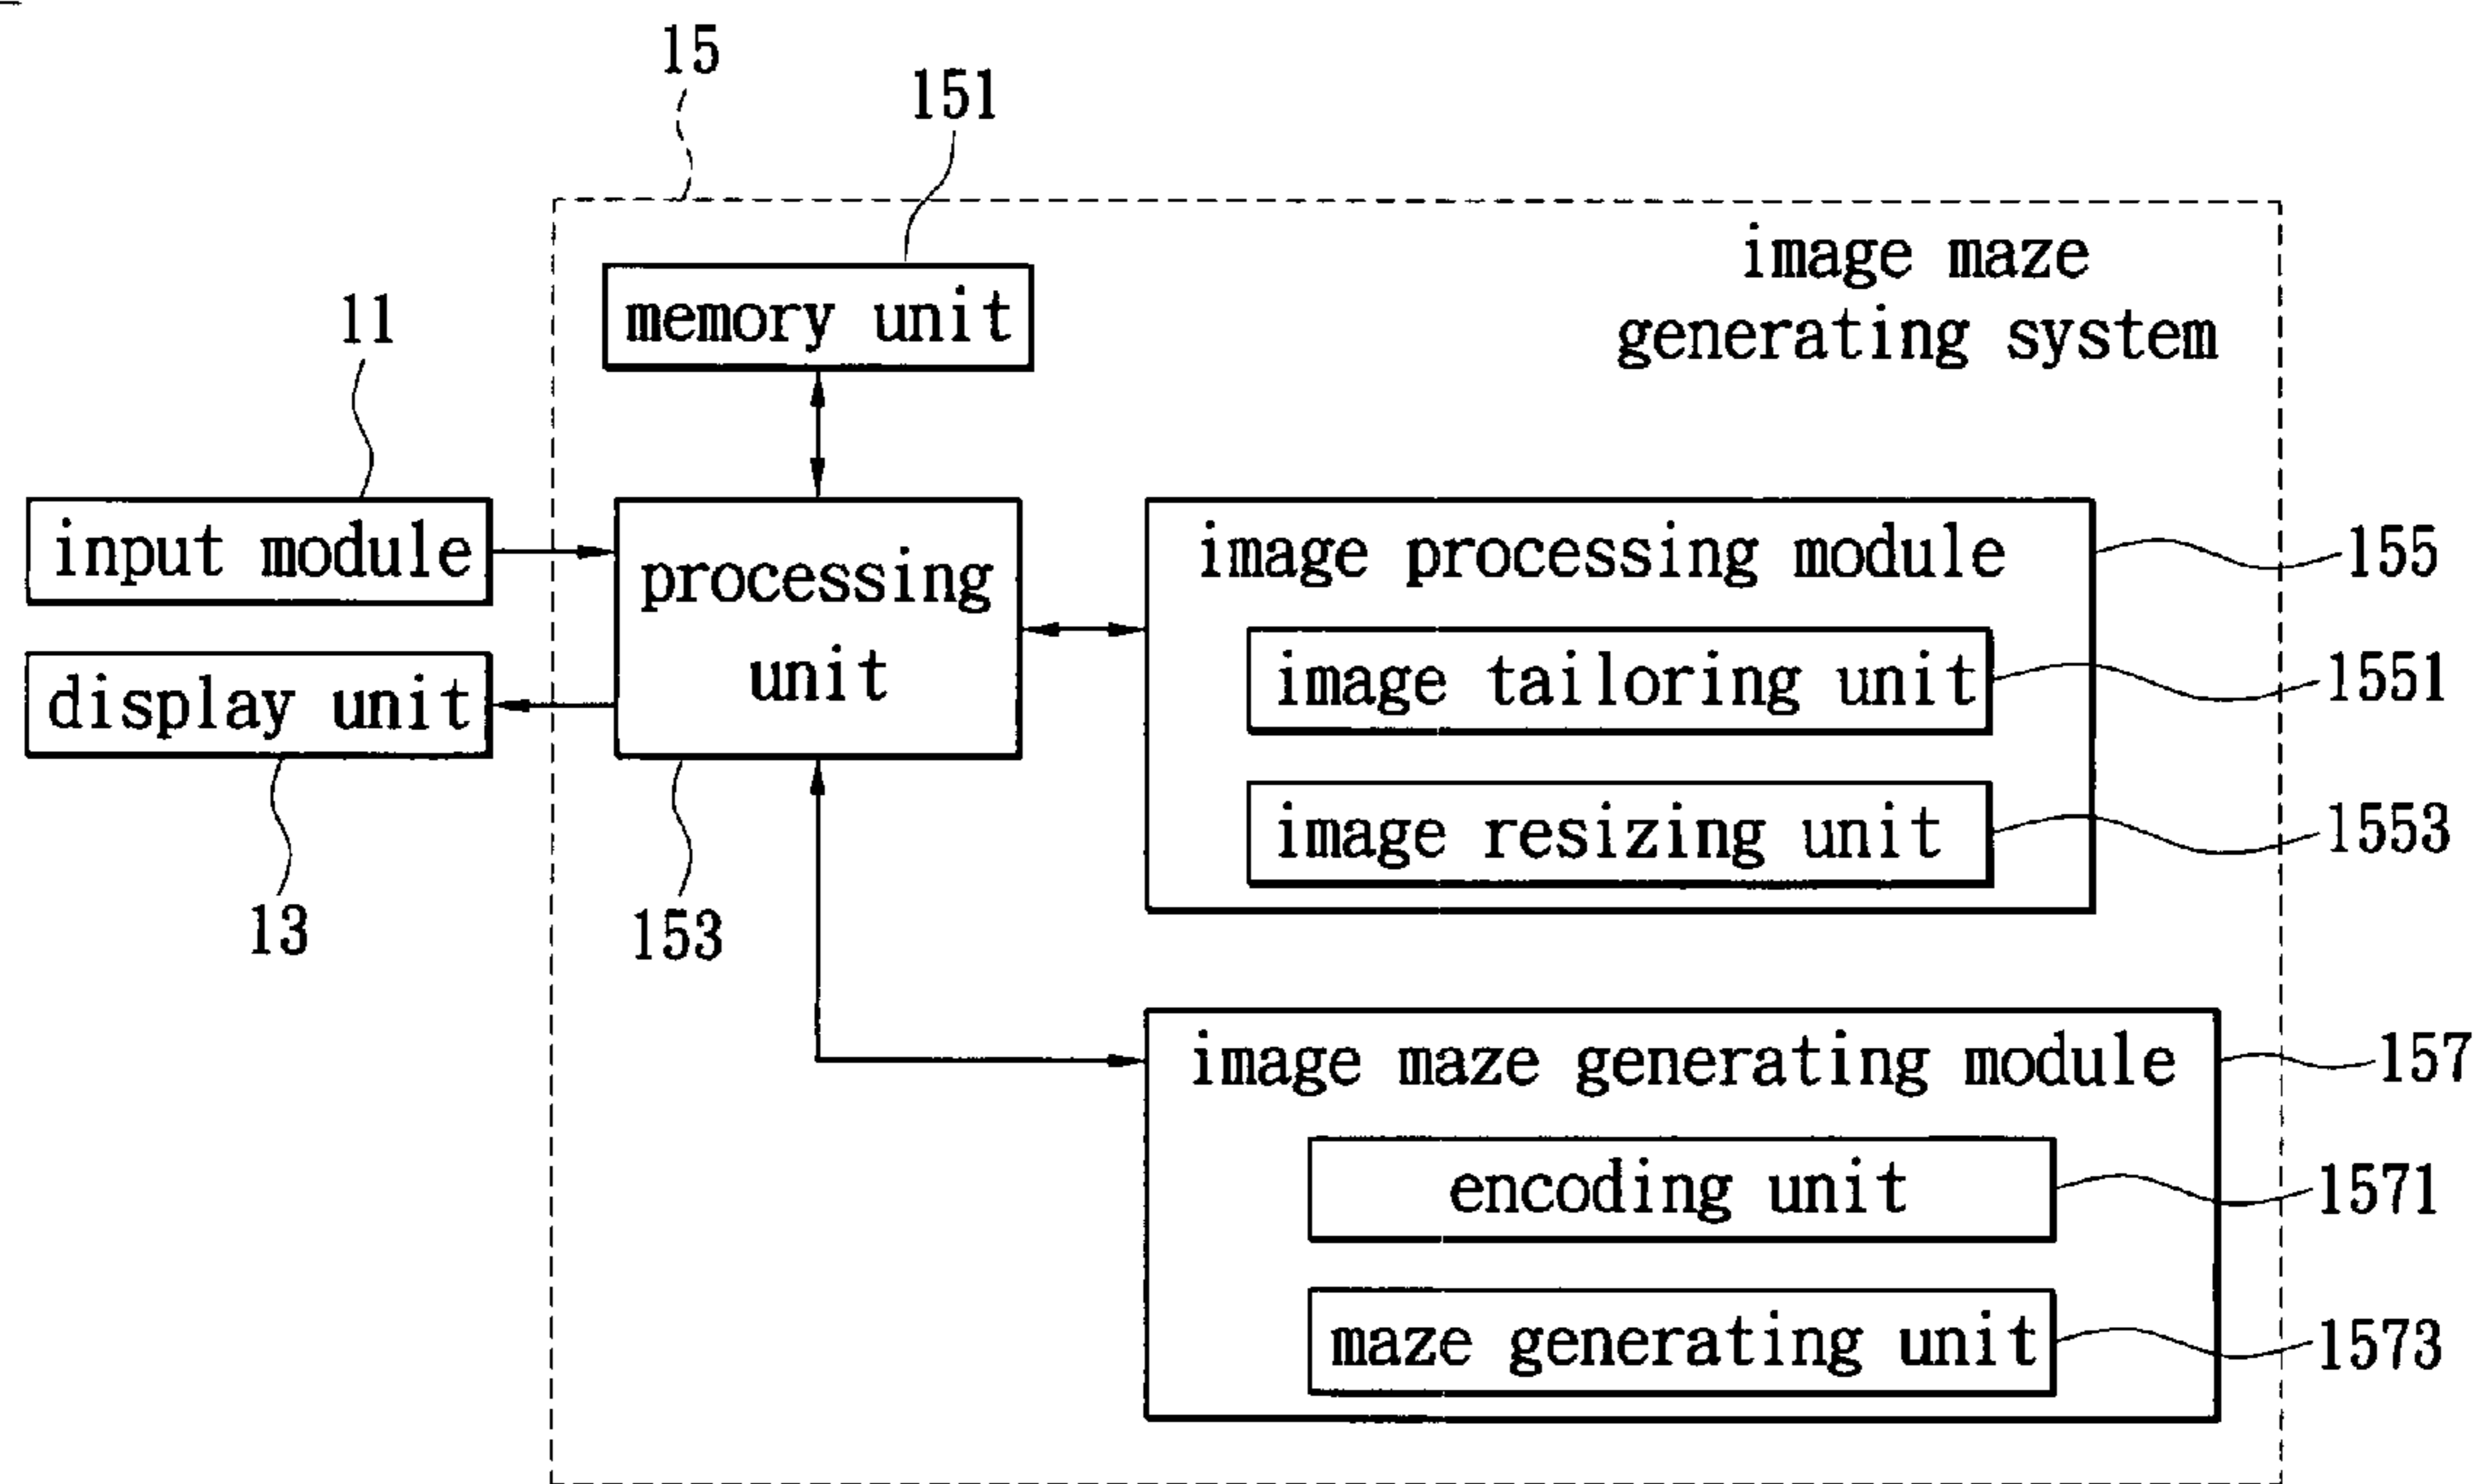 15
151
image maze
generating system
memory unit
11
input module
processing
unit
image processing module
155
image tailoring unit
1551
display unit
image resizing unit
1553
13
153
image maze generating module
157
encoding unit
1571
maze generating unit
1573